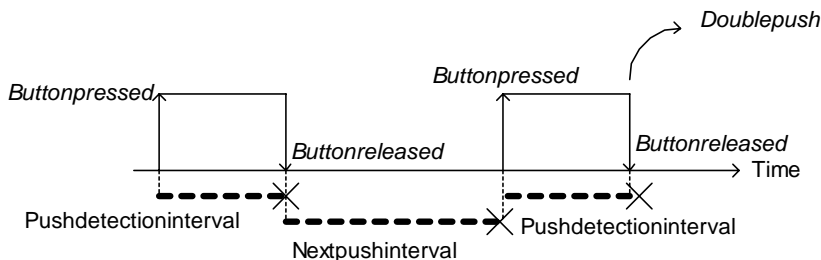 Doublepush
Buttonpressed
Buttonpressed
Buttonreleased
Buttonreleased
Time
Pushdetectioninterval
Pushdetectioninterval
Nextpushinterval